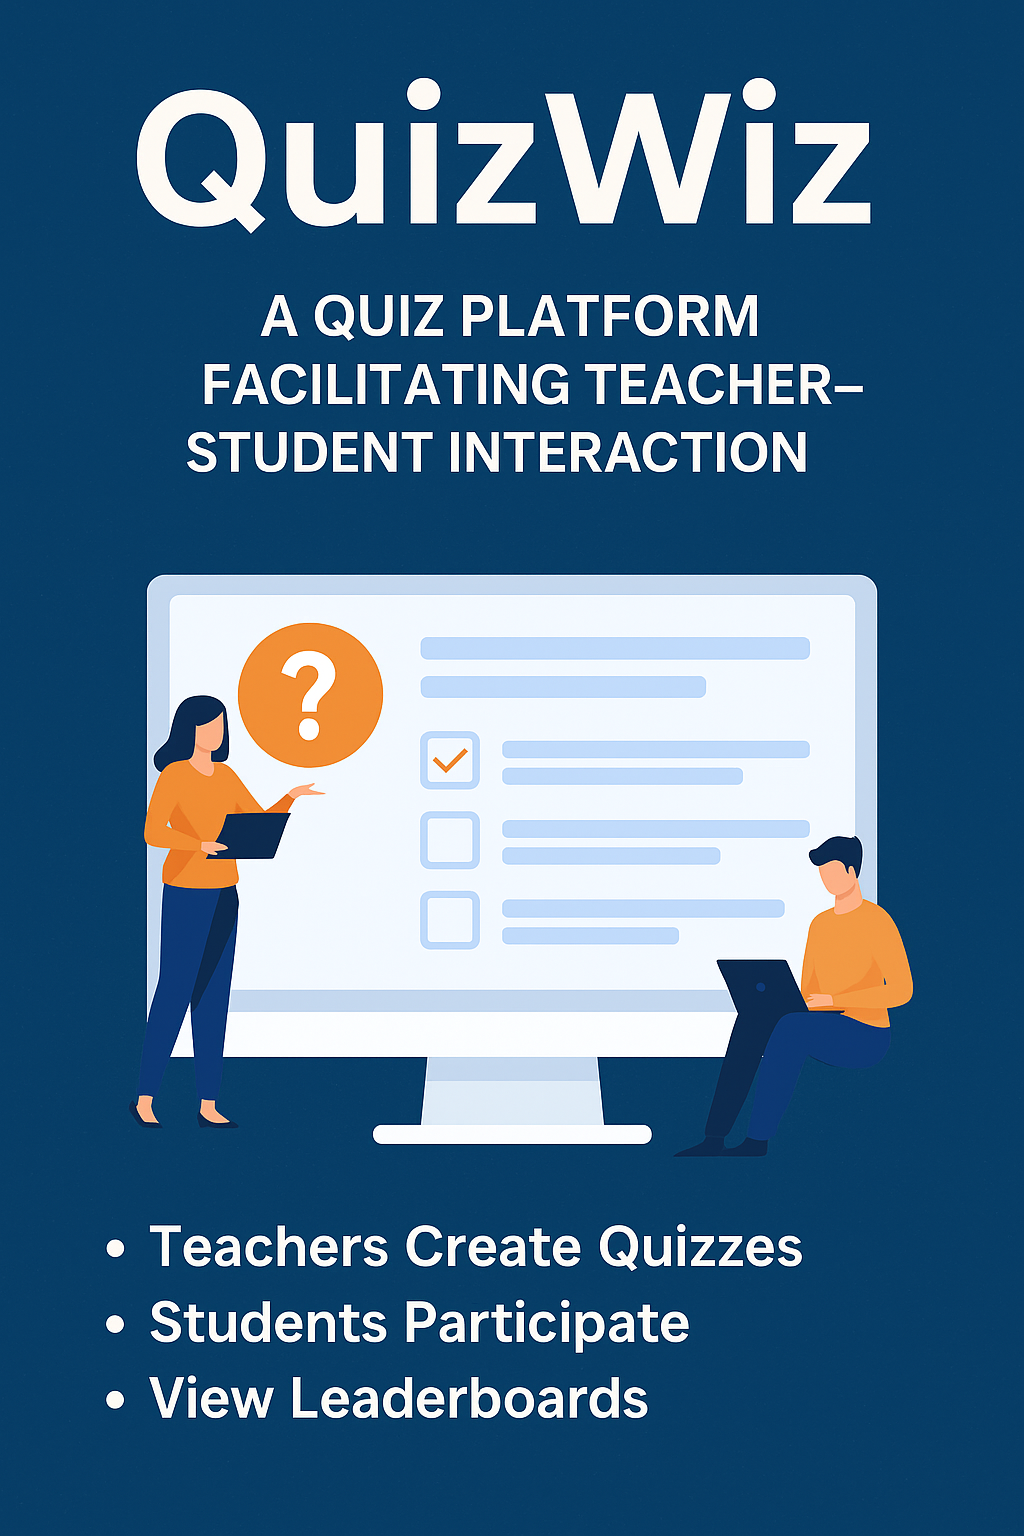 QuizWiz
A QUIZ PLATFORM
FACILITATING TEACHER–
STUDENT INTERACTION
?
• Teachers Create Quizzes
• Students Participate
• View Leaderboards